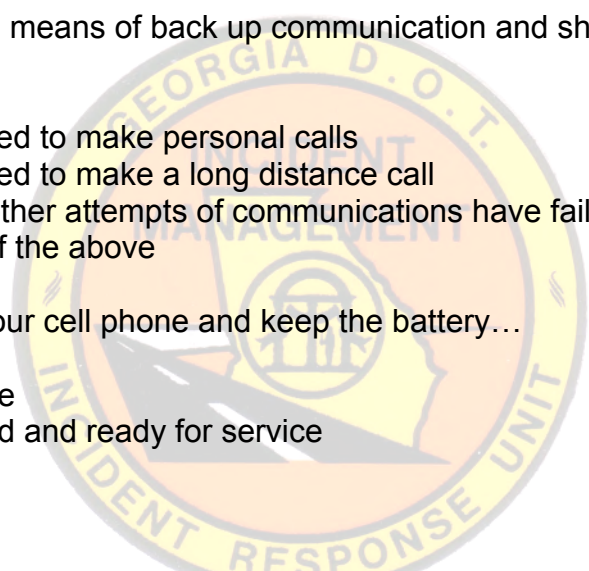 means of back up communication and sh
GEORGIA D.O.T.
ed to make personal calls
INCIDENT
ed to make a long distance call
ther attempts of communications have fail
MANAGEMENT
f the above
our cell phone and keep the battery…
e
d and ready for service
INCIDENT RESPONSE UNIT